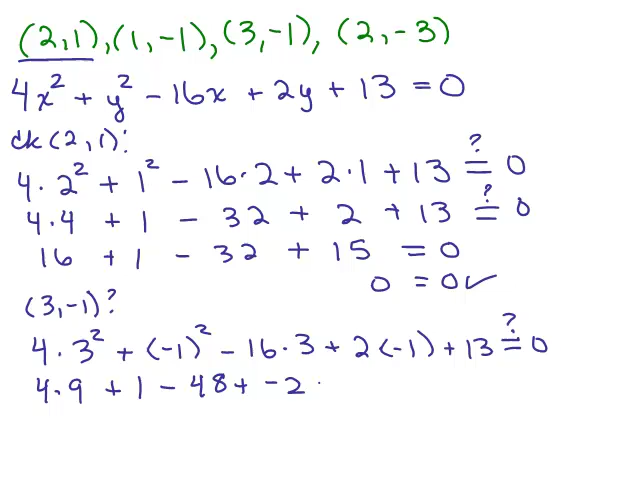 (2,1), (1,-1), (3,-1), (2,-3)
4x² + y² - 16x + 2y + 13 = 0
ck (2,1):
4·2² + 1² - 16·2 + 2·1 + 13 ≟ 0
4·4 + 1 - 32 + 2 + 13 ≟ 0
16 + 1 - 32 + 15 = 0
0 = 0 ✓
(3,-1)?
4·3² + (-1)² - 16·3 + 2(-1) + 13 ≟ 0
4·9 + 1 - 48 + -2